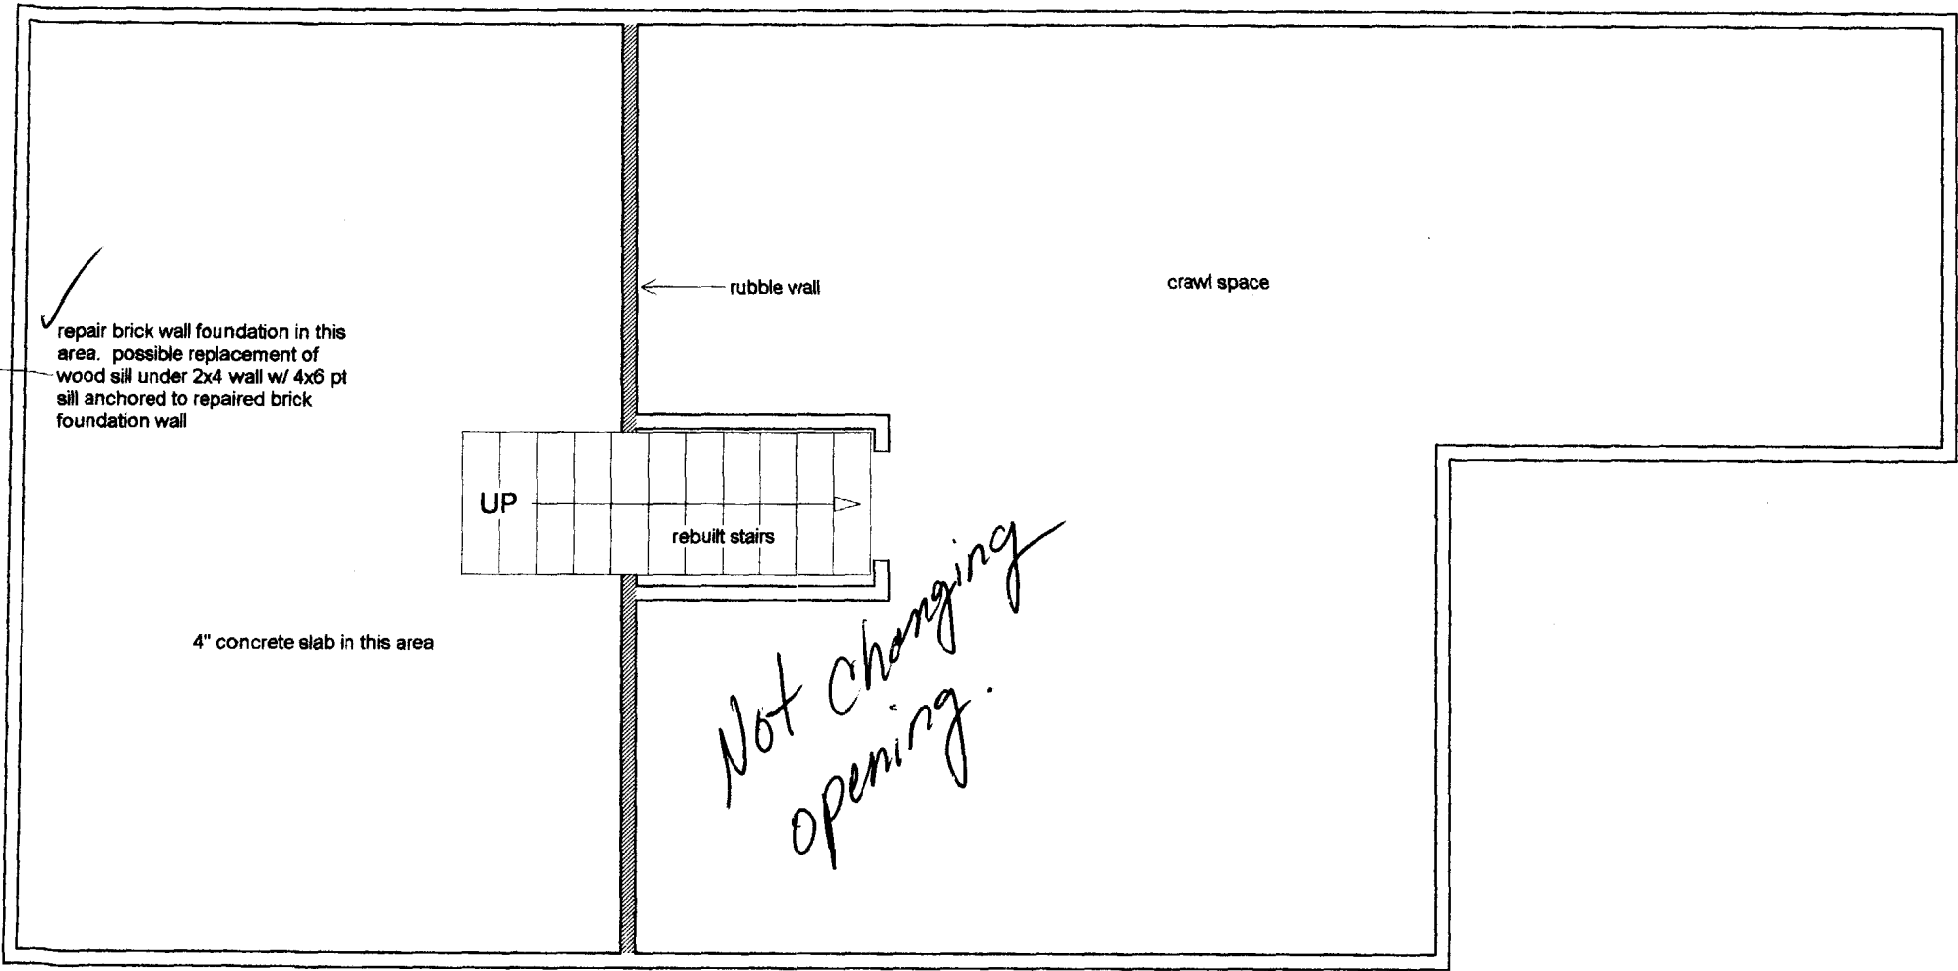 repair brick wall foundation in this
area. possible replacement of
wood sill under 2x4 wall w/ 4x6 pt
sill anchored to repaired brick
foundation wall
rubble wall
crawl space
UP
rebuilt stairs
4" concrete slab in this area
Not Changing
opening.